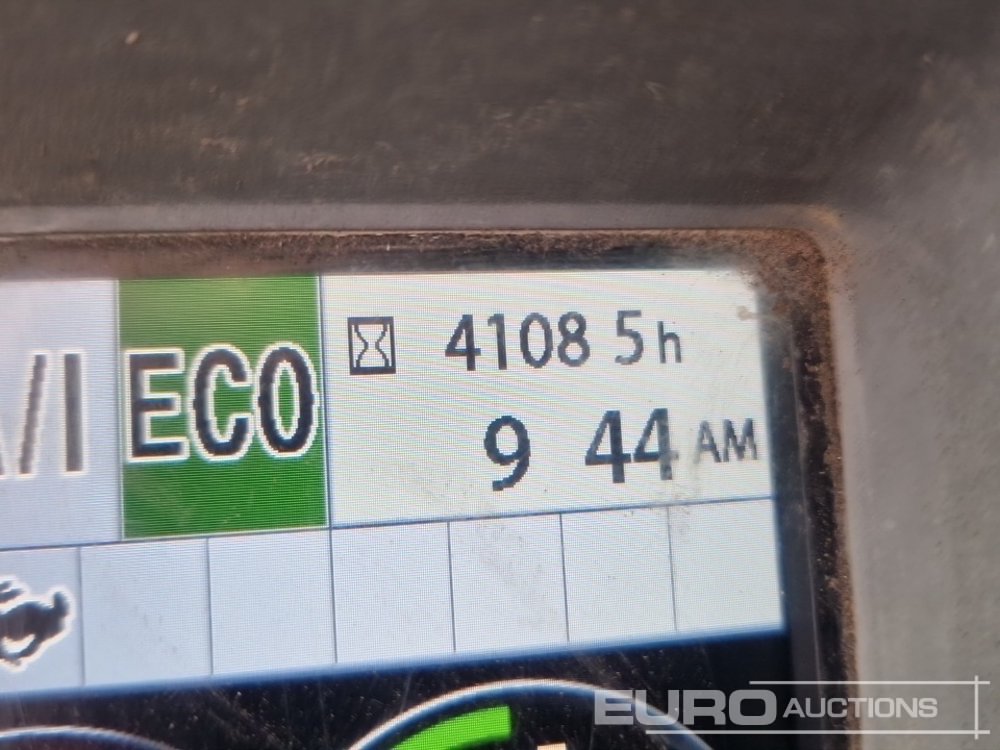 /I ECO 4108 5h
9 44 AM
EURO AUCTIONS